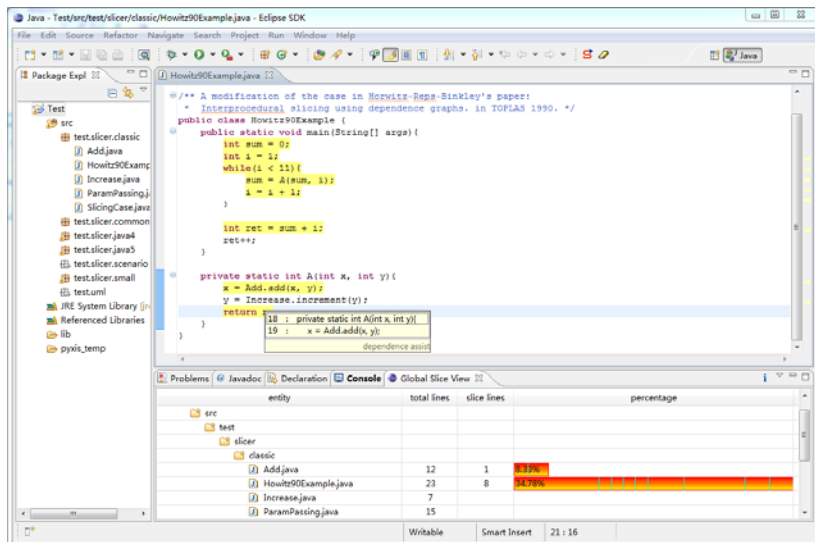 Java - Test/src/test/slicer/classic/Howitz90Example.java - Eclipse SDK
File Edit Source Refactor Navigate Search Project Run Window Help
Java
Package Expl
Howitz90Example.java
Test
src
test.slicer.classic
Add.java
Howitz90Examp
Increase.java
ParamPassing.j
SlicingCase.java
test.slicer.common
test.slicer.java4
test.slicer.java5
test.slicer.scenario
test.slicer.small
test.uml
JRE System Library [jr
Referenced Libraries
lib
pyxis_temp
/** A modification of the case in Horwitz-Reps-Binkley's paper:
* Interprocedural slicing using dependence graphs. in TOPLAS 1990. */
public class Howitz90Example {
public static void main(String[] args){
int sum = 0;
int i = 1;
while(i < 11){
sum = A(sum, i);
i = i + 1;
}
int ret = sum + i;
ret++;
}
private static int A(int x, int y){
x = Add.add(x, y);
y = Increase.increment(y);
return
18 : private static int A(int x, int y){
19 : x = Add.add(x, y);
dependence assist
}
}
Problems Javadoc Declaration Console Global Slice View
entity total lines slice lines percentage
src
test
slicer
classic
Add.java 12 1 8.33%
Howitz90Example.java 23 8 34.78%
Increase.java 7
ParamPassing.java 15
Writable Smart Insert 21 : 16